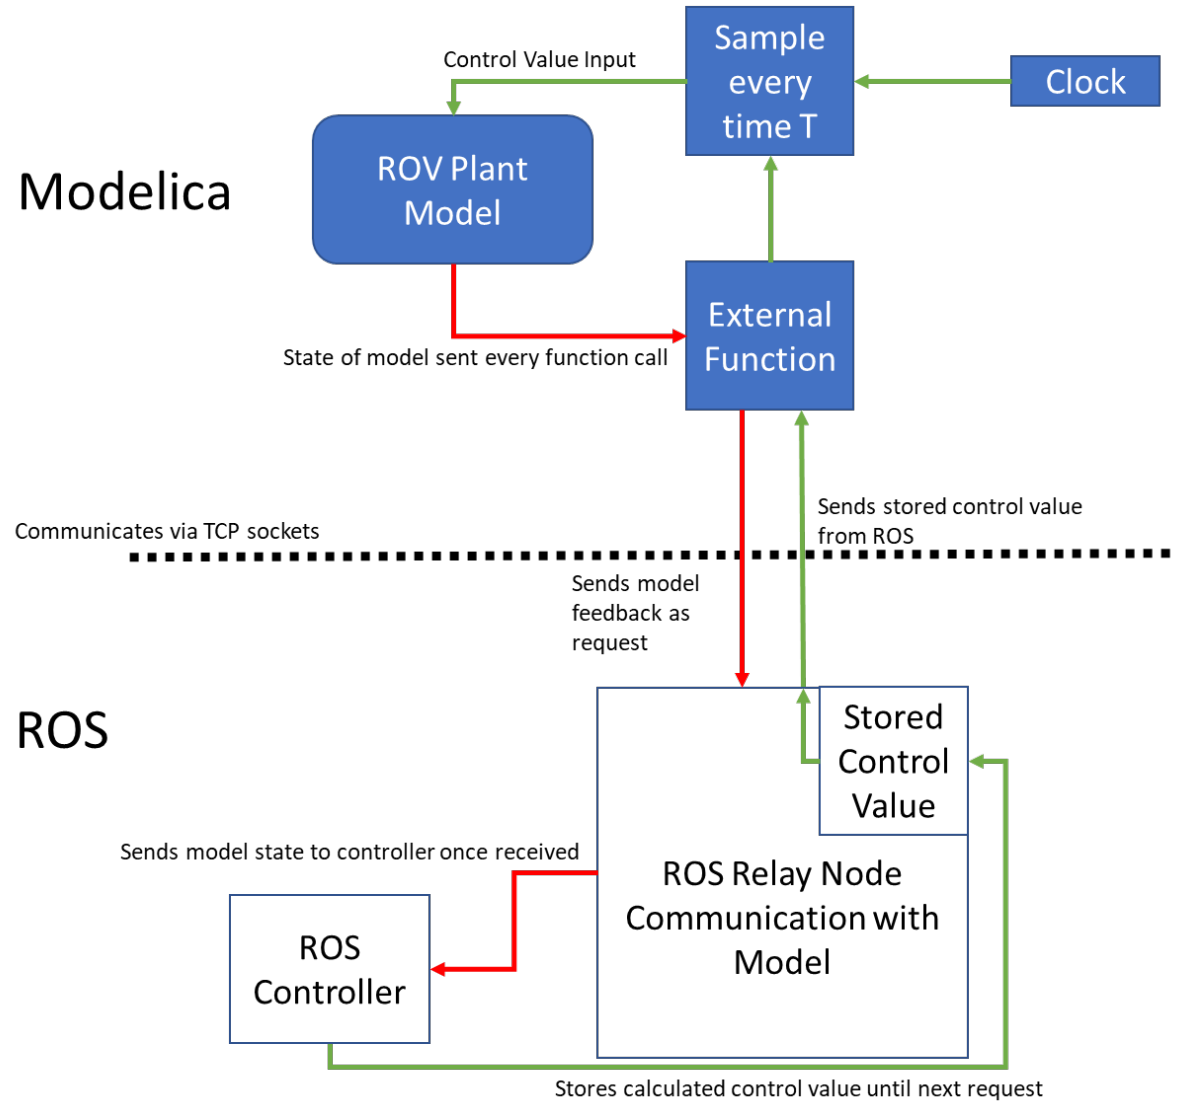 Sample
every
time T
Clock
Control Value Input
ROV Plant
Model
Modelica
External
Function
State of model sent every function call
Communicates via TCP sockets
Sends stored control value
from ROS
Sends model
feedback as
request
ROS
Stored
Control
Value
Sends model state to controller once received
ROS Relay Node
Communication with
Model
ROS
Controller
Stores calculated control value until next request